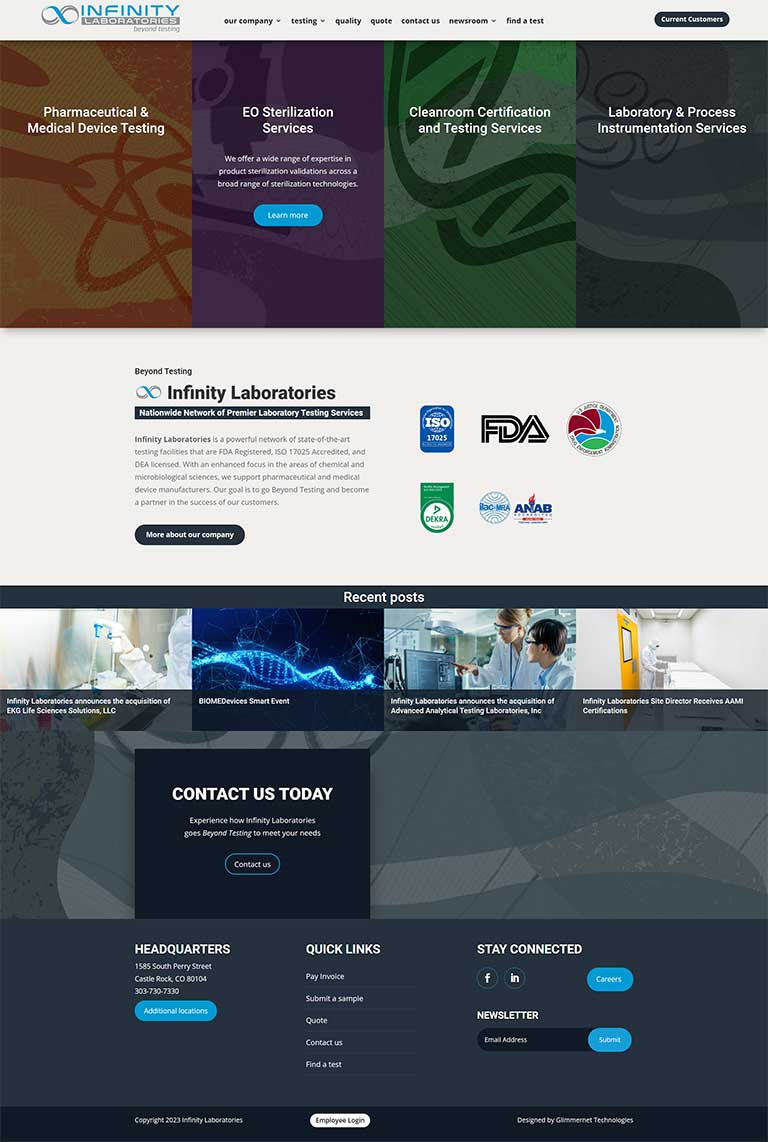 INFINITY
LABORATORIES
beyond testing
our company
testing
quality
quote
contact us
newsroom
find a test
Current Customers
Pharmaceutical &
Medical Device Testing
EO Sterilization
Services
We offer a wide range of expertise in
product sterilization validations across a
broad range of sterilization technologies.
Learn more
Cleanroom Certification
and Testing Services
Laboratory & Process
Instrumentation Services
Beyond Testing
Infinity Laboratories
Nationwide Network of Premier Laboratory Testing Services
Infinity Laboratories is a powerful network of state-of-the-art
testing facilities that are FDA Registered, ISO 17025 Accredited, and
DEA licensed. With an enhanced focus in the areas of chemical and
microbiological sciences, we support pharmaceutical and medical
device manufacturers. Our goal is to go Beyond Testing and become
a partner in the success of our customers.
More about our company
ISO
17025
FDA
DEKRA
ilac-MRA
ANAB
ACCREDITED
Recent posts
Infinity Laboratories announces the acquisition of
EKG Life Sciences Solutions, LLC
BIOMEDevices Smart Event
Infinity Laboratories announces the acquisition of
Advanced Analytical Testing Laboratories, Inc
Infinity Laboratories Site Director Receives AAMI
Certifications
CONTACT US TODAY
Experience how Infinity Laboratories
goes Beyond Testing to meet your needs
Contact us
HEADQUARTERS
1585 South Perry Street
Castle Rock, CO 80104
303-730-7330
Additional locations
QUICK LINKS
Pay Invoice
Submit a sample
Quote
Contact us
Find a test
STAY CONNECTED
Careers
NEWSLETTER
Email Address
Submit
Copyright 2023 Infinity Laboratories
Employee Login
Designed by Glimmernet Technologies